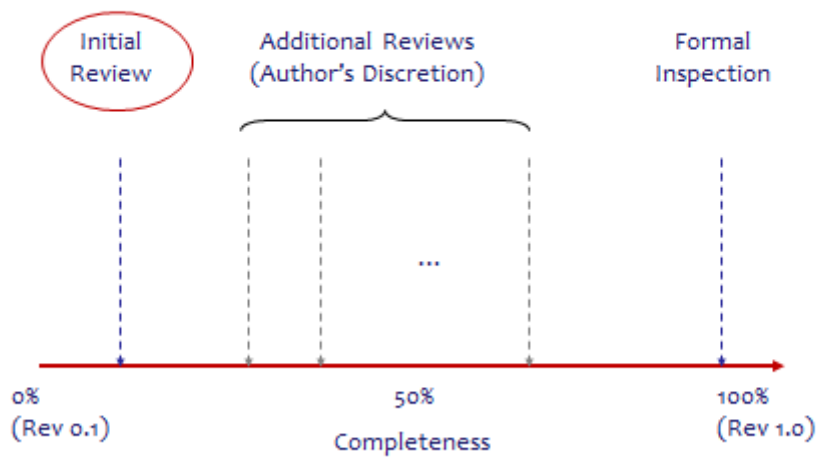 Initial
Review
Additional Reviews
(Author's Discretion)
Formal
Inspection
...
0%
(Rev 0.1)
50%
100%
(Rev 1.0)
Completeness